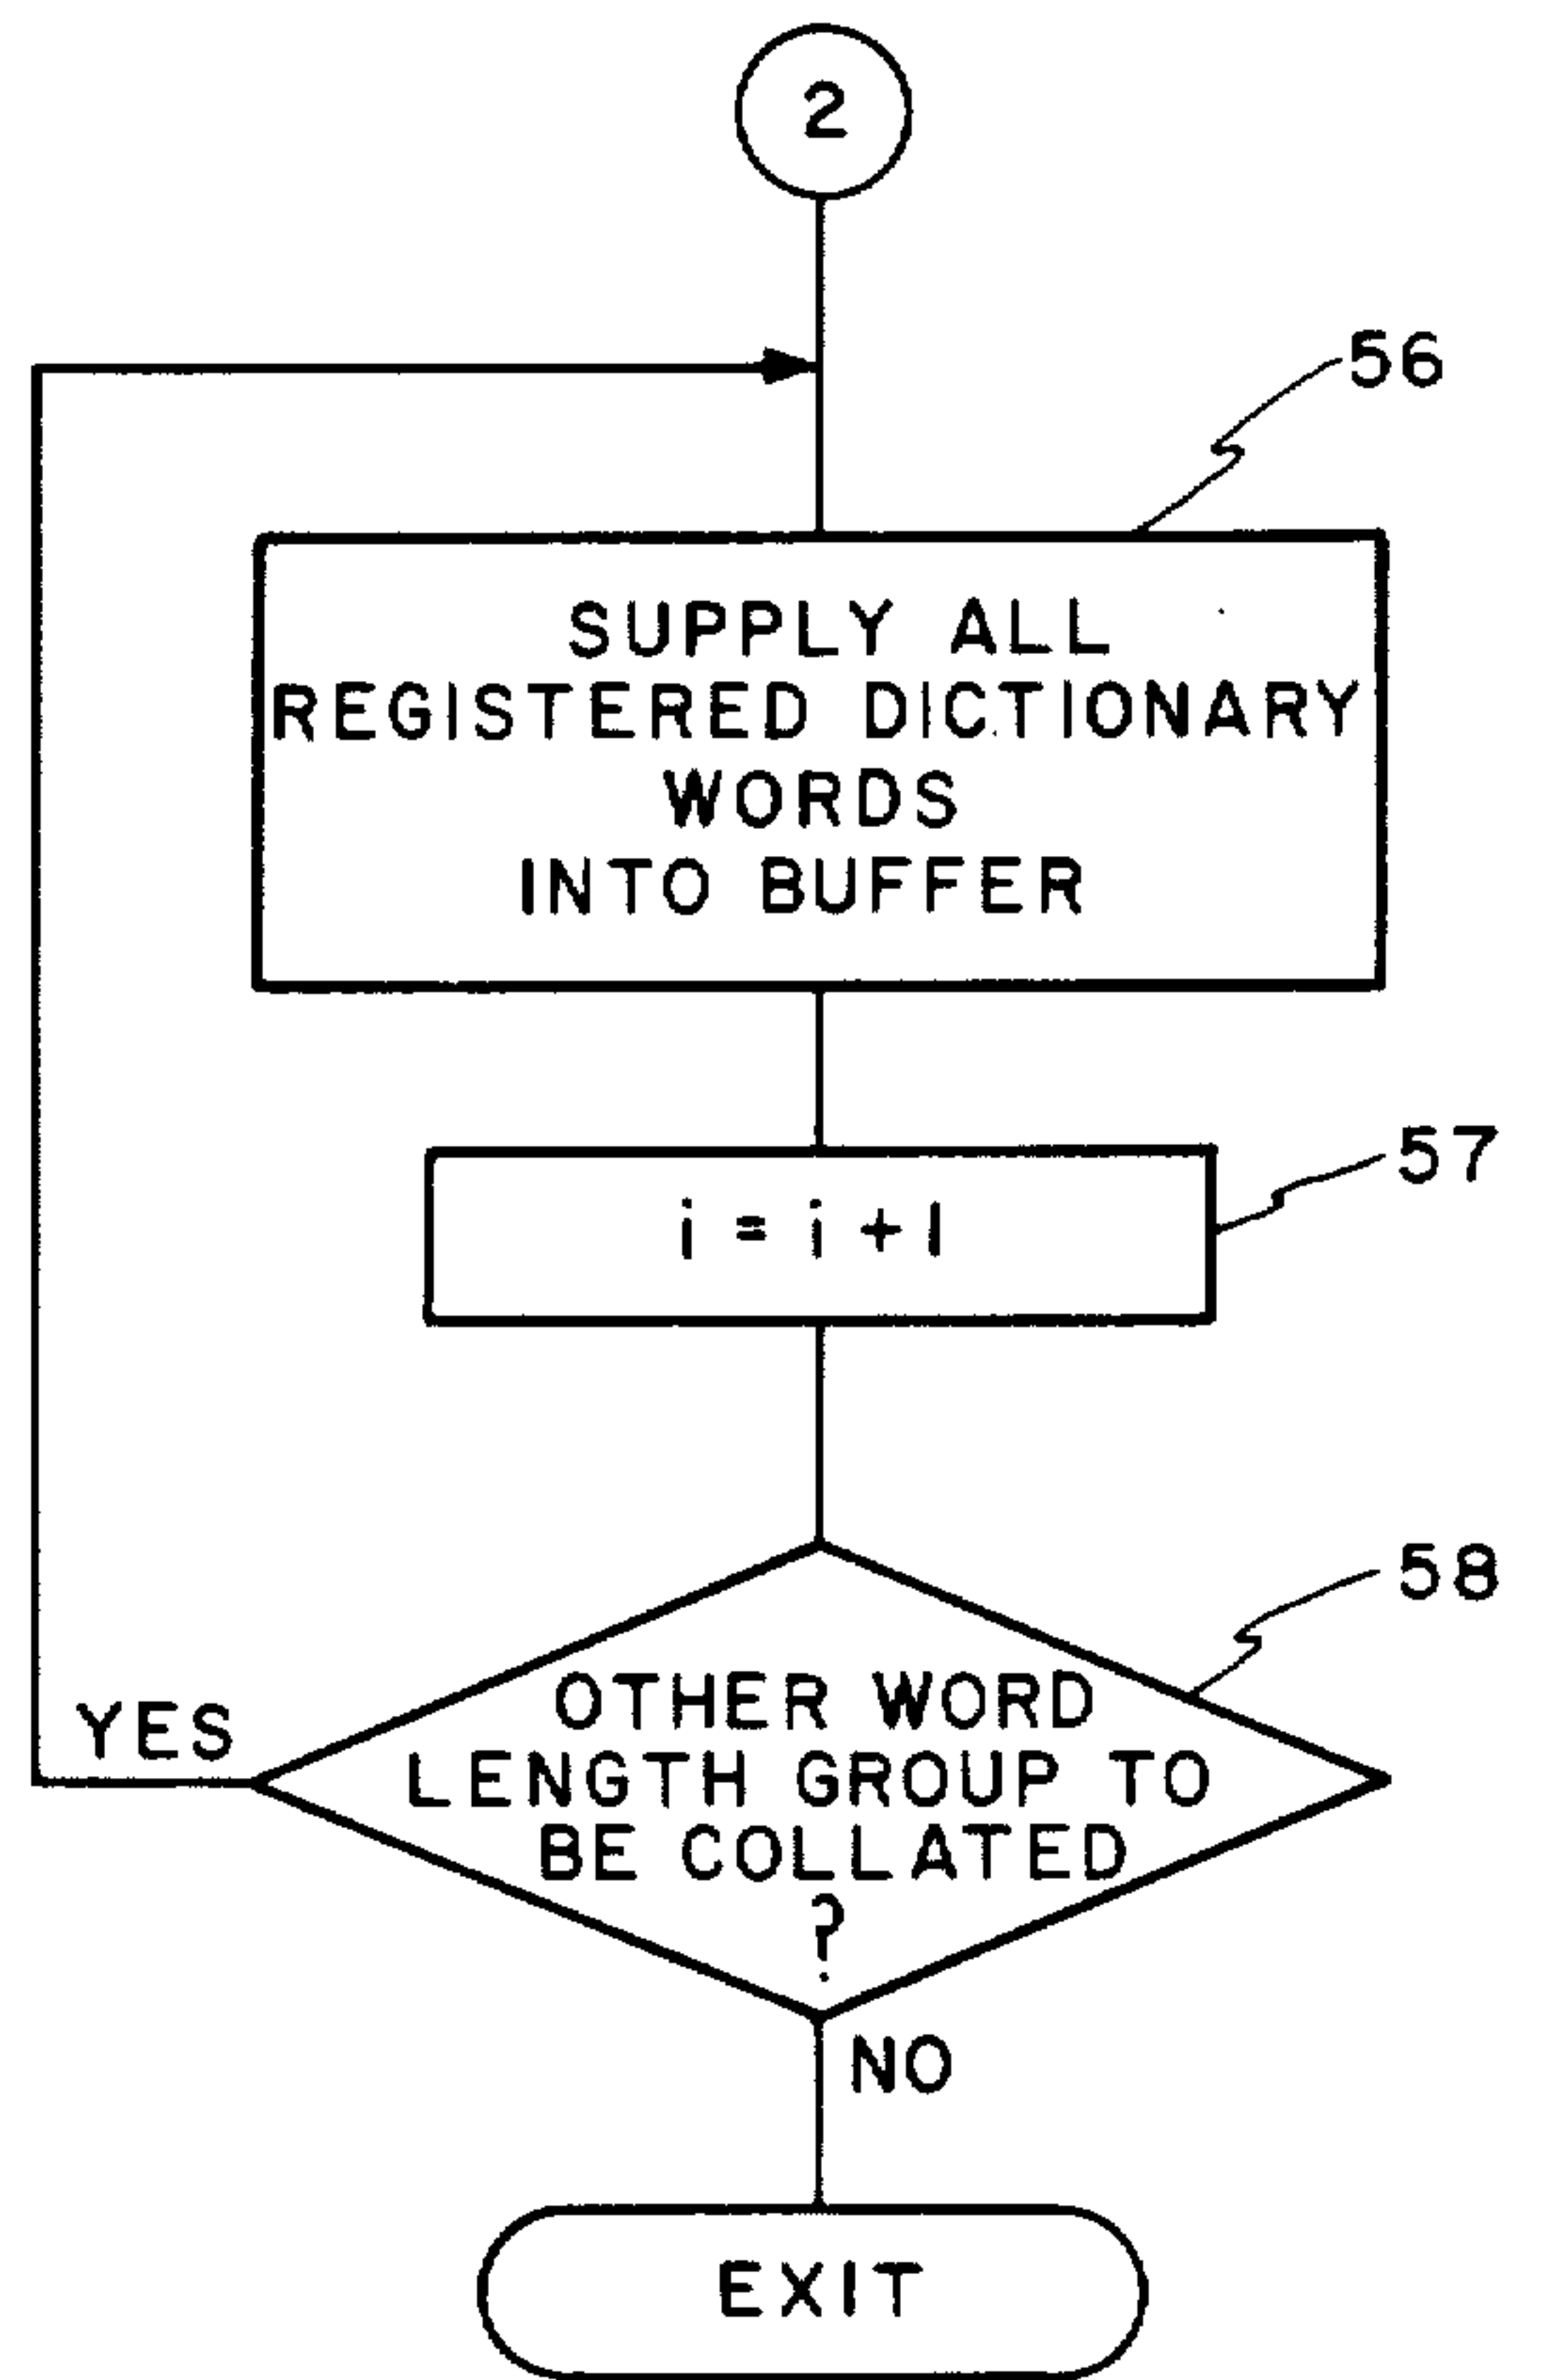 2
56
SUPPLY ALL
REGISTERED DICTIONARY
WORDS
INTO BUFFER
57
i = i + 1
58
OTHER WORD
YES
LENGTH GROUP TO
BE COLLATED
?
NO
EXIT